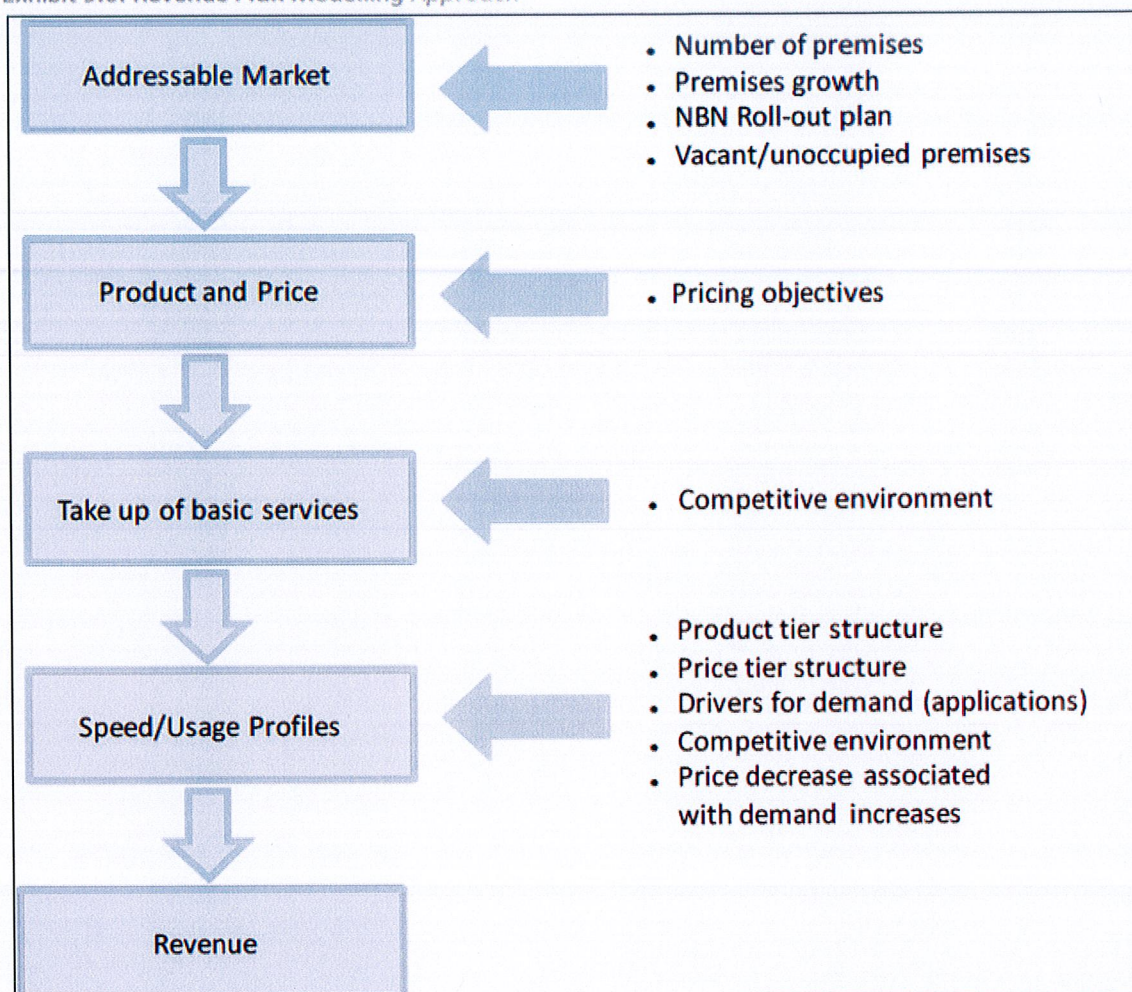 Addressable Market
• Number of premises
• Premises growth
• NBN Roll-out plan
• Vacant/unoccupied premises
Product and Price
• Pricing objectives
Take up of basic services
• Competitive environment
Speed/Usage Profiles
• Product tier structure
• Price tier structure
• Drivers for demand (applications)
• Competitive environment
• Price decrease associated
with demand increases
Revenue